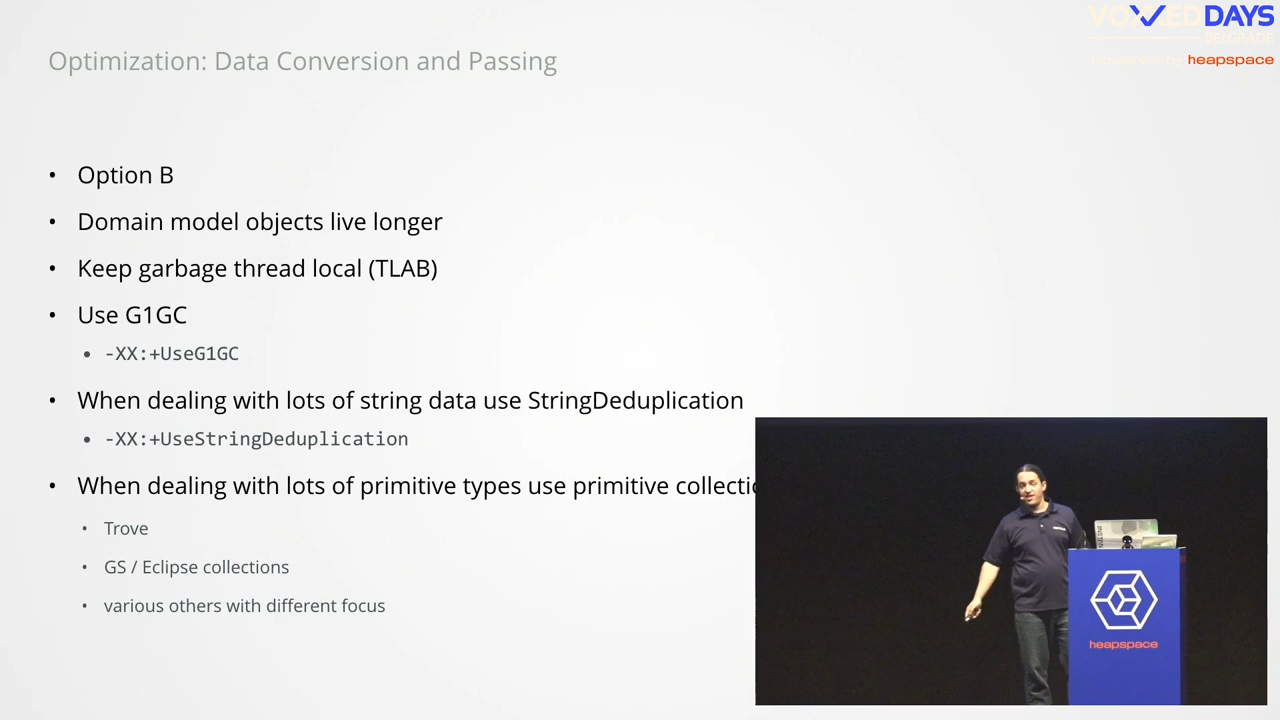 VOXXED DAYS
BELGRADE
powered by heapspace
Optimization: Data Conversion and Passing
• Option B
• Domain model objects live longer
• Keep garbage thread local (TLAB)
• Use G1GC
• -XX:+UseG1GC
• When dealing with lots of string data use StringDeduplication
• -XX:+UseStringDeduplication
• When dealing with lots of primitive types use primitive
• Trove
• GS / Eclipse collections
• various others with different focus
heapspace